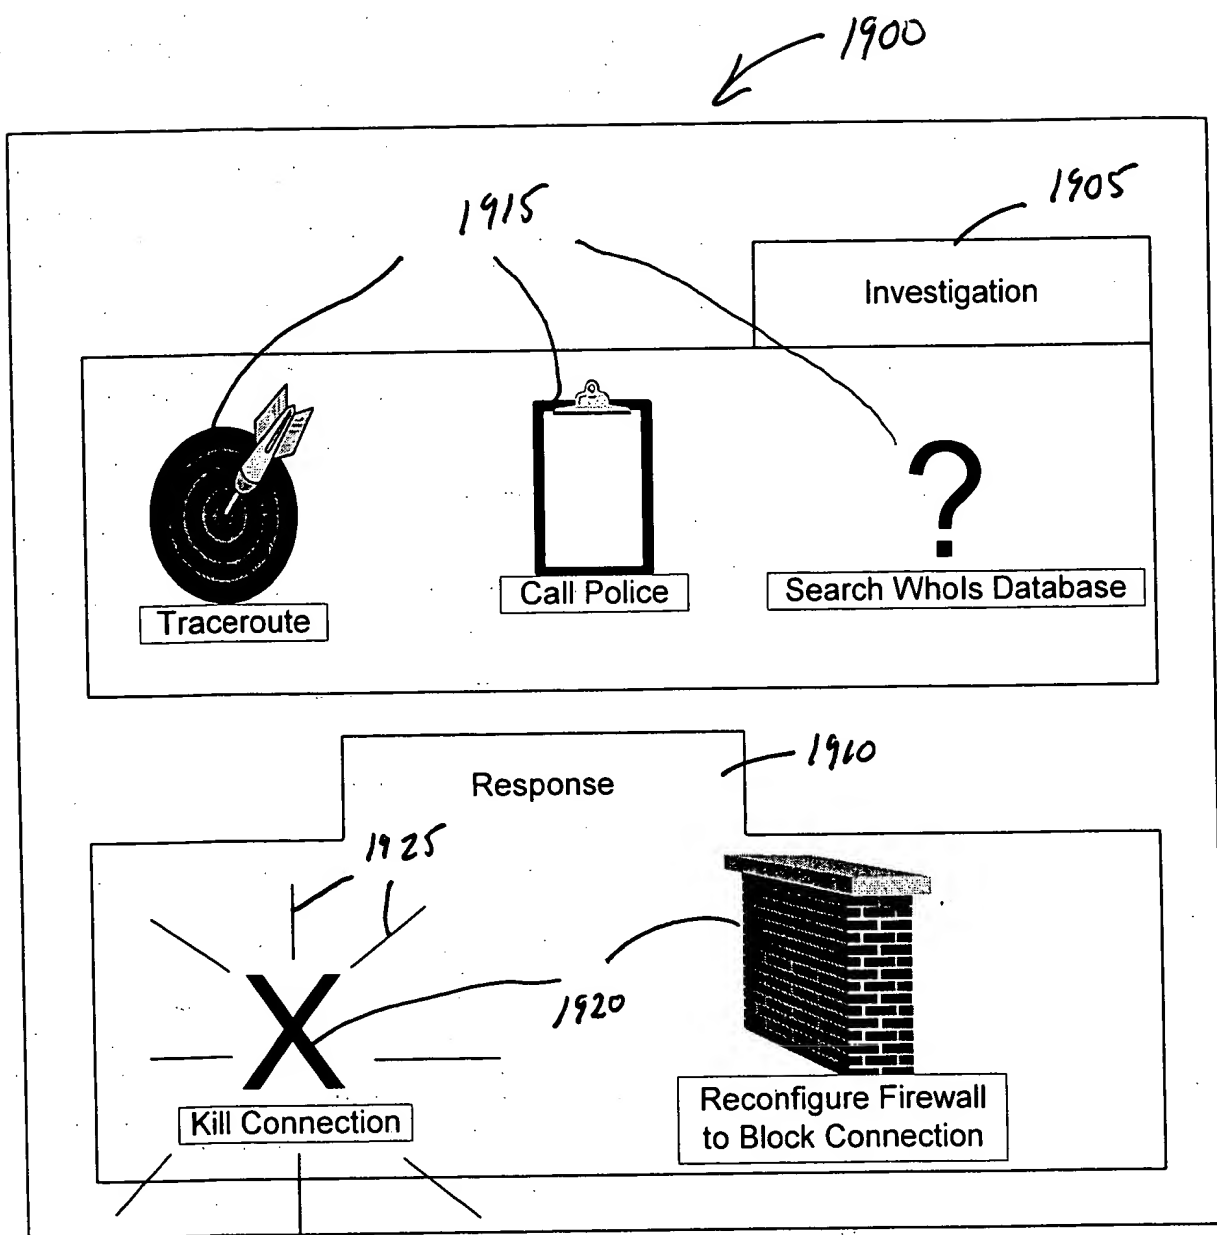 1900
1915
1905
Investigation
?
Traceroute
Call Police
Search WhoIs Database
Response
1910
1925
X
1920
Kill Connection
Reconfigure Firewall
to Block Connection